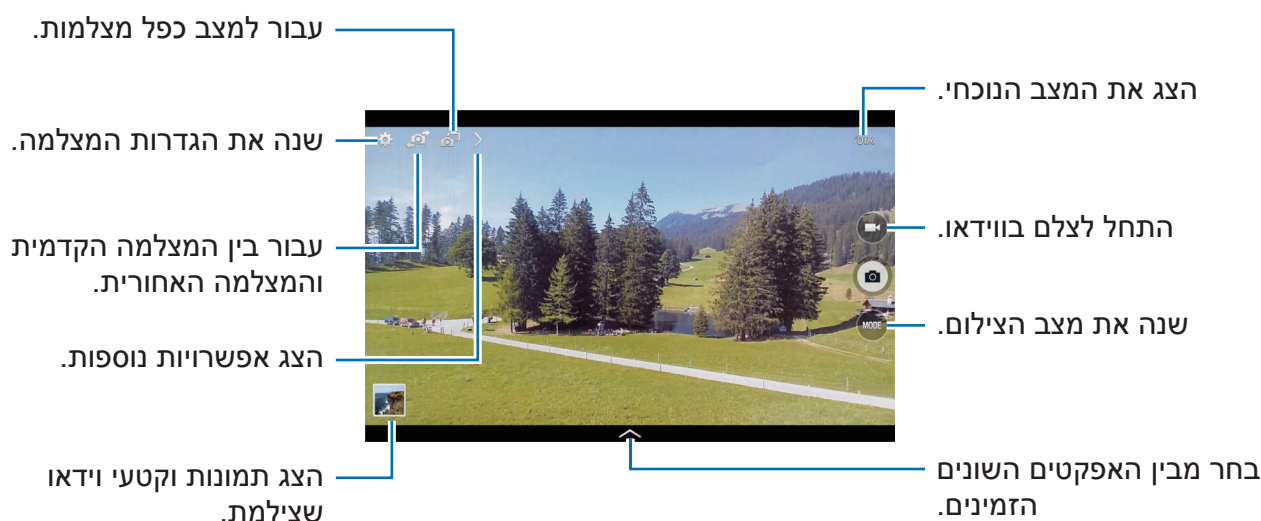 עבור למצב כפל מצלמות.
הצג את המצב הנוכחי.
שנה את הגדרות המצלמה.
אוט'
עבור בין המצלמה הקדמית
והמצלמה האחורית.
התחל לצלם בווידאו.
שנה את מצב הצילום.
MODE
הצג אפשרויות נוספות.
הצג תמונות וקטעי וידאו
שצילמת.
בחר מבין האפקטים השונים
הזמינים.